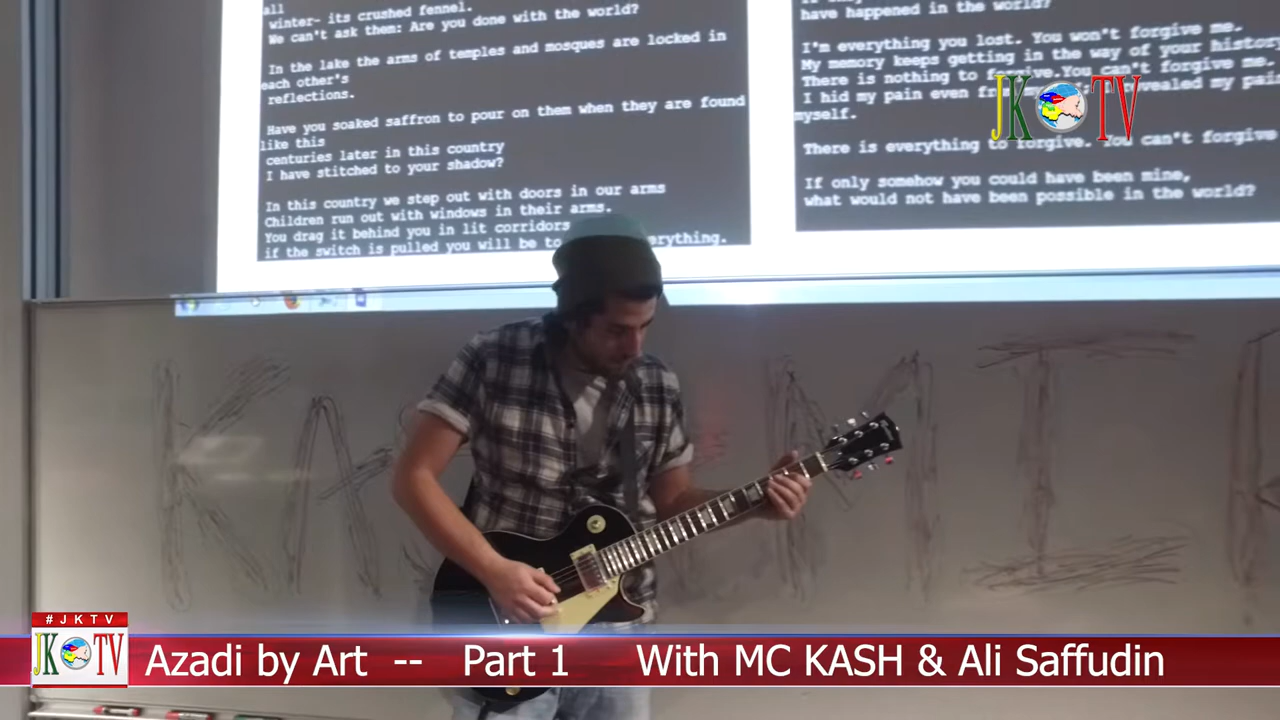 all
winter- its crushed fennel.
We can't ask them: Are you done with the world?
In the lake the arms of temples and mosques are locked in
each other's
reflections.
Have you soaked saffron to pour on them when they are found
like this
centuries later in this country
I have stitched to your shadow?
In this country we step out with doors in our arms
Children run out with windows in their arms.
You drag it behind you in lit corridors
if the switch is pulled you will be to erything.
have happened in the world?
I'm everything you lost. You won't forgive me.
My memory keeps getting in the way of your history
There is nothing to forgive. You can't forgive me.
I hid my pain even revealed my pain
myself.
There is everything to forgive. You can't forgive
If only somehow you could have been mine,
what would not have been possible in the world?
JK TV
#JKTV
JK TV
Azadi by Art -- Part 1 With MC KASH & Ali Saffudin